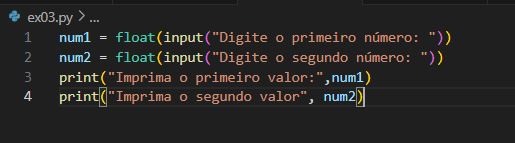 ex03.py > ...
1 num1 = float(input("Digite o primeiro número: "))
2 num2 = float(input("Digite o segundo número: "))
3 print("Imprima o primeiro valor:",num1)
4 print("Imprima o segundo valor", num2)